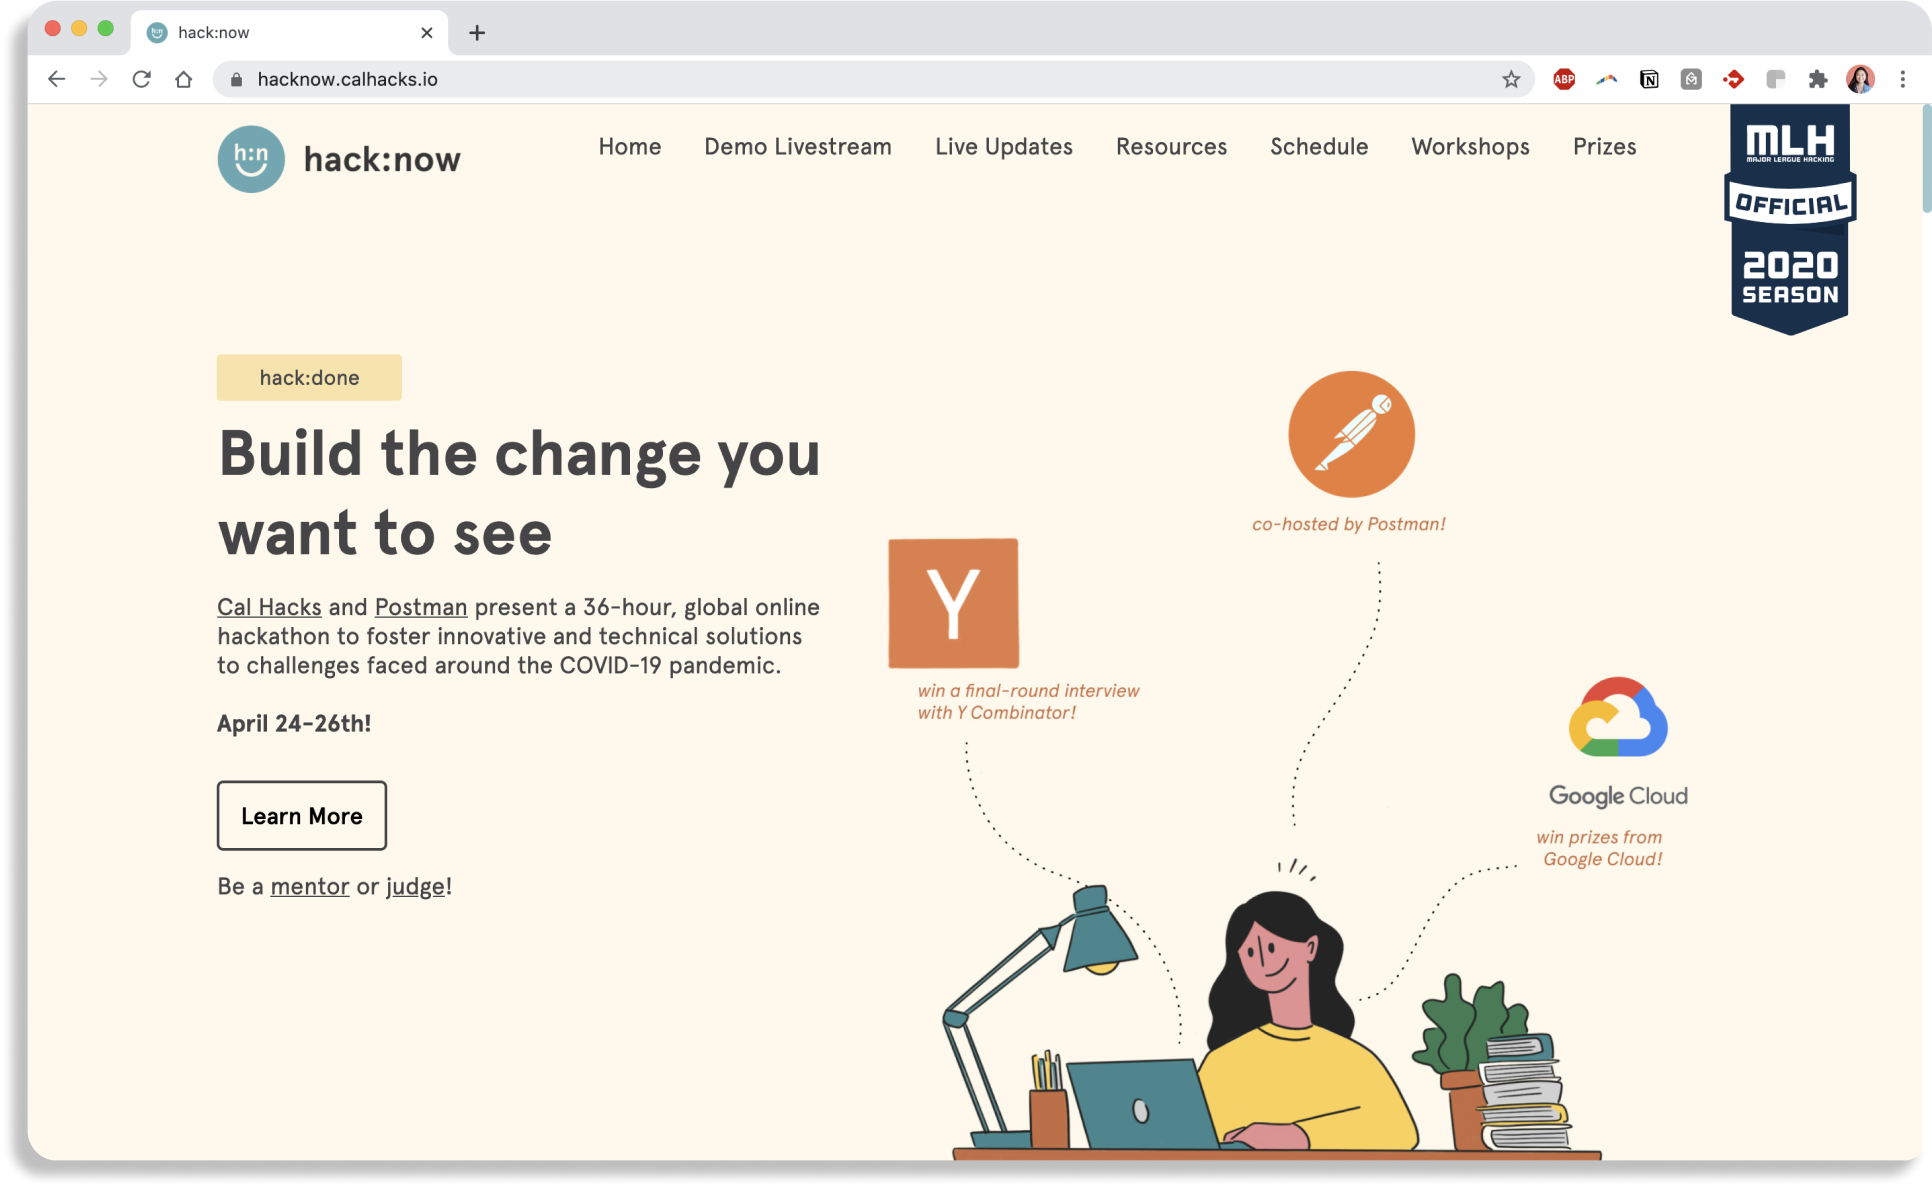 hack:now
hacknow.calhacks.io
ABP
N
h:n
hack:now
Home
Demo Livestream
Live Updates
Resources
Schedule
Workshops
Prizes
MLH
MAJOR LEAGUE HACKING
OFFICIAL
2020
SEASON
hack:done
Build the change you
want to see
Cal Hacks and Postman present a 36-hour, global online
hackathon to foster innovative and technical solutions
to challenges faced around the COVID-19 pandemic.
April 24-26th!
Learn More
Be a mentor or judge!
co-hosted by Postman!
Y
win a final-round interview
with Y Combinator!
Google Cloud
win prizes from
Google Cloud!